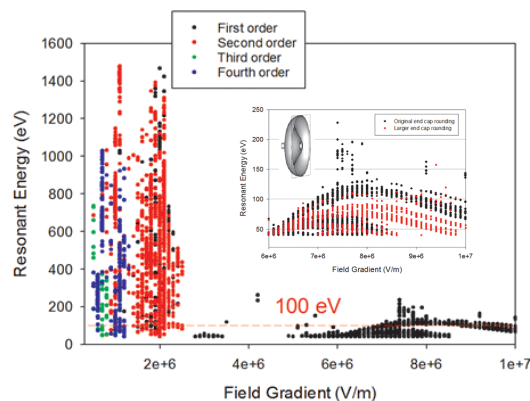 First order
Second order
Third order
Fourth order
1600
1400
1200
1000
800
600
400
200
0
Resonant Energy (eV)
250
200
150
100
50
Resonant Energy (eV)
Original end cap rounding
Larger end cap rounding
6e+6 7e+6 8e+6 9e+6 1e+7
Field Gradient (V/m)
100 eV
2e+6 4e+6 6e+6 8e+6 1e+7
Field Gradient (V/m)